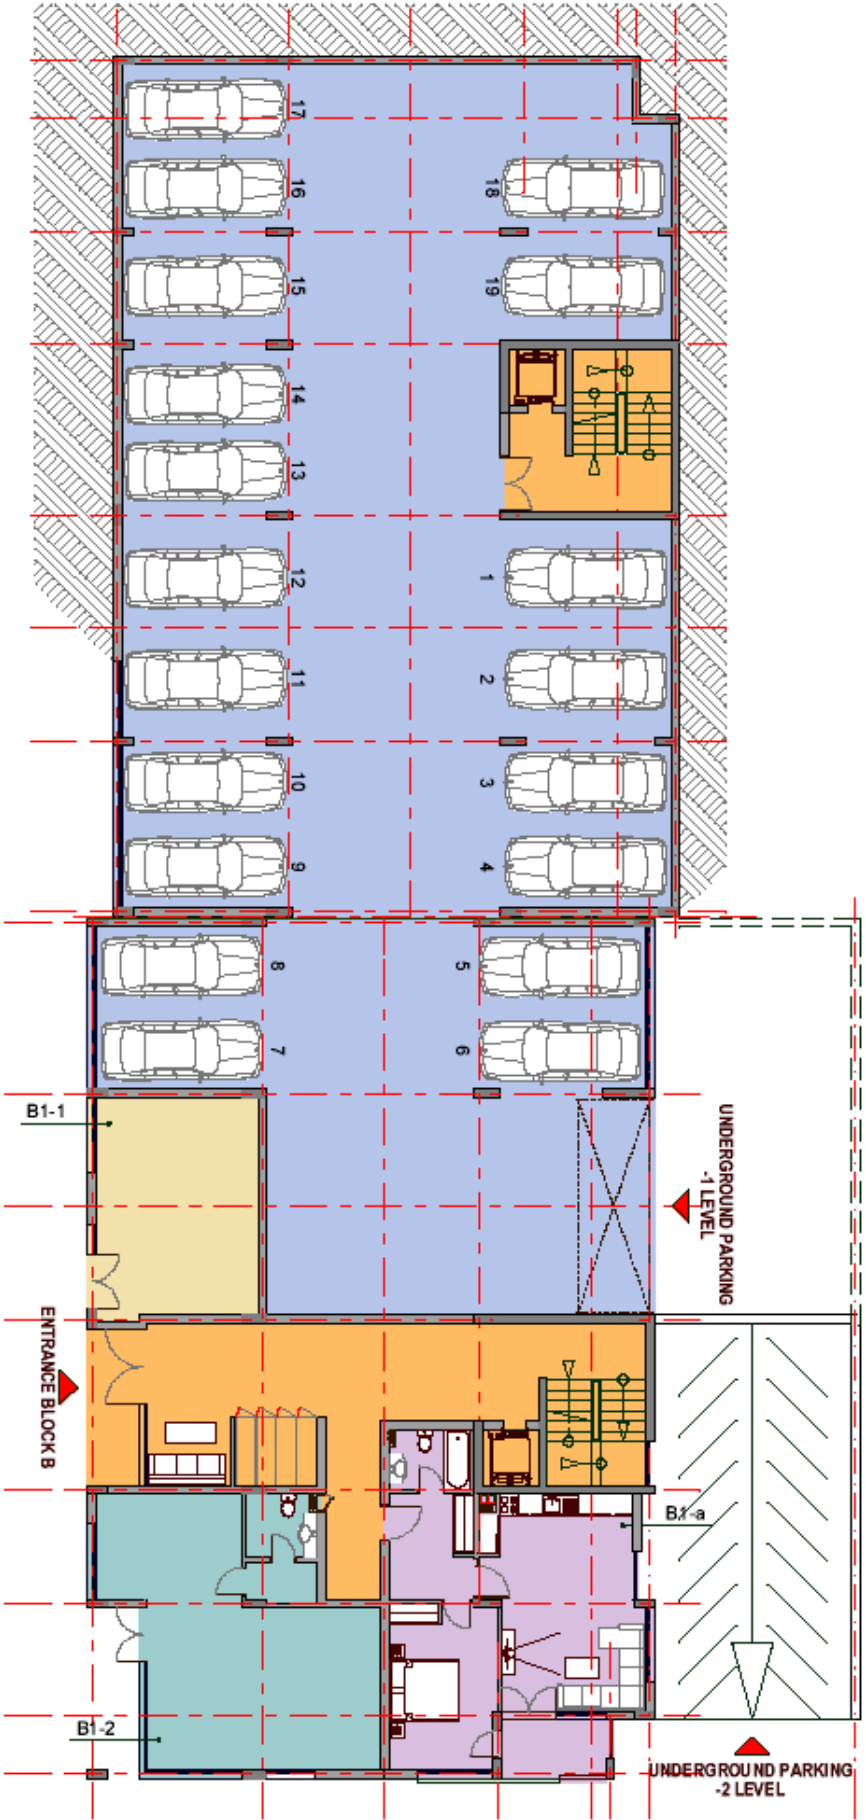 17
16
18
15
19
14
13
12
1
11
2
10
3
9
4
8
5
7
6
B1-1
UNDERGROUND PARKING
-1 LEVEL
ENTRANCE BLOCK B
B.1-a
B1-2
UNDERGROUND PARKING
-2 LEVEL